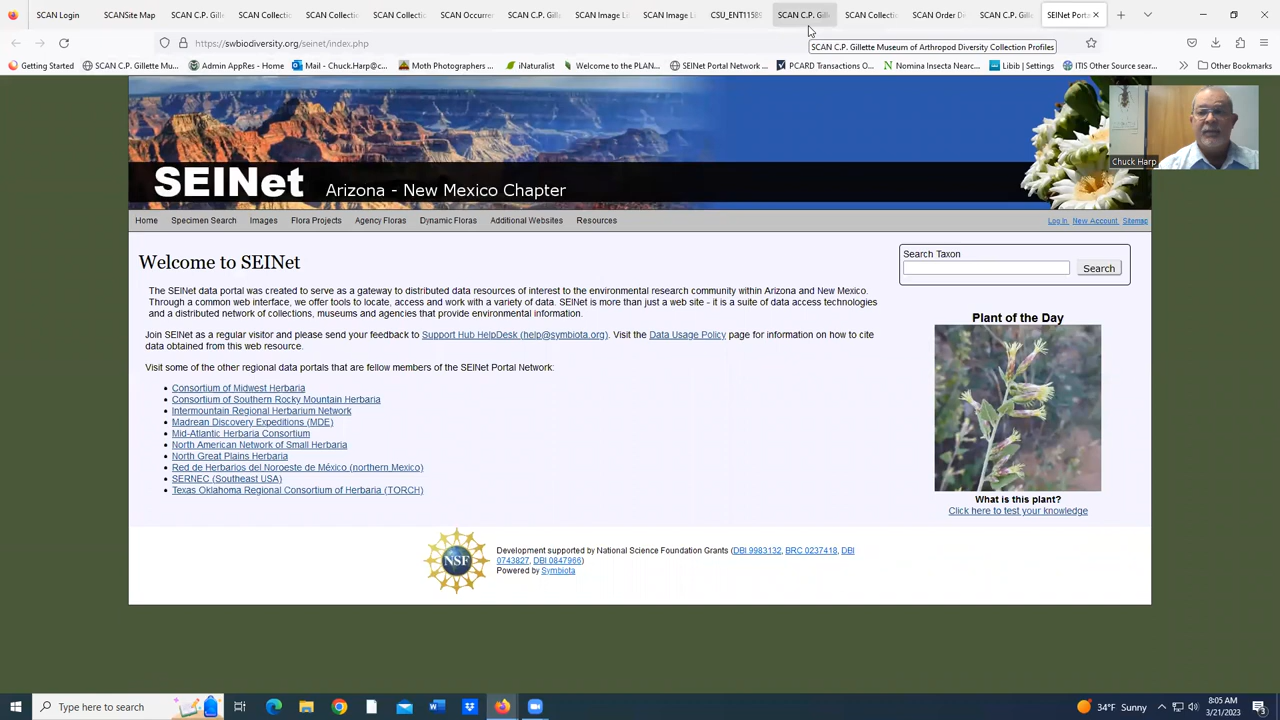 SCAN Login
SCANSite Map
SCAN C.P. Gill
SCAN Collectio
SCAN Collectio
SCAN Collectio
SCAN Occurren
SCAN C.P. Gill
SCAN Image Li
SCAN Image Li
SCAN C.P. Gille
SCAN Collectio
SCAN Order D
SCAN C.P. Gille
SEINet Porta
https://swbiodiversity.org/seinet/index.php
SCAN C.P. Gillette Museum of Arthropod Diversity Collection Profiles
Getting Started
SCAN C.P. Gillette Mu...
Admin AppRes - Home
Mail - Chuck.Harp@c...
Moth Photographers ...
iNaturalist
Welcome to the PLAN...
SEINet Portal Network ...
PCARD Transactions O...
Nomina Insecta Nearc...
Libib | Settings
ITIS Other Source sear...
Other Bookmarks
SEINet Arizona - New Mexico Chapter
Chuck Harp
Home Specimen Search Images Flora Projects Agency Floras Dynamic Floras Additional Websites Resources
Log In New Account Sitemap
Welcome to SEINet
The SEINet data portal was created to serve as a gateway to distributed data resources of interest to the environmental research community within Arizona and New Mexico.
Through a common web interface, we offer tools to locate, access and work with a variety of data. SEINet is more than just a web site - it is a suite of data access technologies
and a distributed network of collections, museums and agencies that provide environmental information.
Join SEINet as a regular visitor and please send your feedback to Support Hub HelpDesk (help@symbiota.org). Visit the Data Usage Policy page for information on how to cite
data obtained from this web resource.
Visit some of the other regional data portals that are fellow members of the SEINet Portal Network:
Consortium of Midwest Herbaria
Consortium of Southern Rocky Mountain Herbaria
Intermountain Regional Herbarium Network
Madrean Discovery Expeditions (MDE)
Mid-Atlantic Herbaria Consortium
North American Network of Small Herbaria
North Great Plains Herbaria
Red de Herbarios del Noroeste de México (northern Mexico)
SERNEC (Southeast USA)
Texas Oklahoma Regional Consortium of Herbaria (TORCH)
Search Taxon
Search
Plant of the Day
What is this plant?
Click here to test your knowledge
NSF
Development supported by National Science Foundation Grants (DBI 9983132, BRC 0237418, DBI
0743827, DBI 0847966)
Powered by Symbiota
Type here to search
34°F Sunny
8:05 AM
3/21/2023